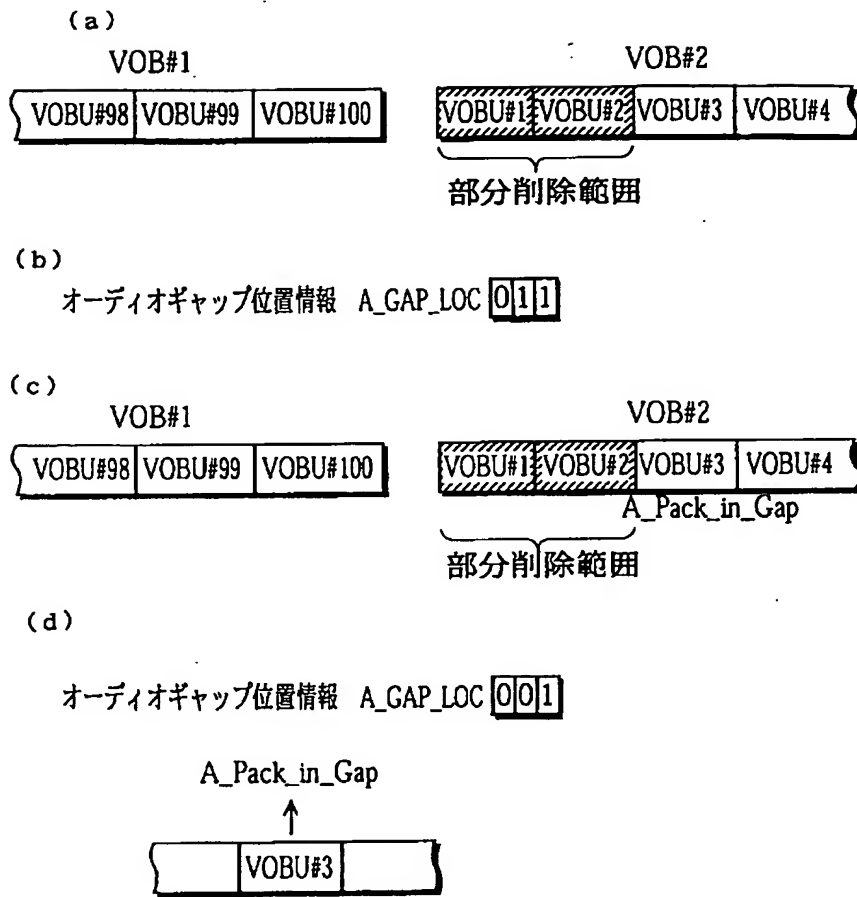 (a)
VOB#1 VOB#2
VOBU#98 VOBU#99 VOBU#100 VOBU#1 VOBU#2 VOBU#3 VOBU#4
部分削除範囲
(b)
オーディオギャップ位置情報 A_GAP_LOC 0 1 1
(c)
VOB#1 VOB#2
VOBU#98 VOBU#99 VOBU#100 VOBU#1 VOBU#2 VOBU#3 VOBU#4
A_Pack_in_Gap
部分削除範囲
(d)
オーディオギャップ位置情報 A_GAP_LOC 0 0 1
A_Pack_in_Gap
VOBU#3